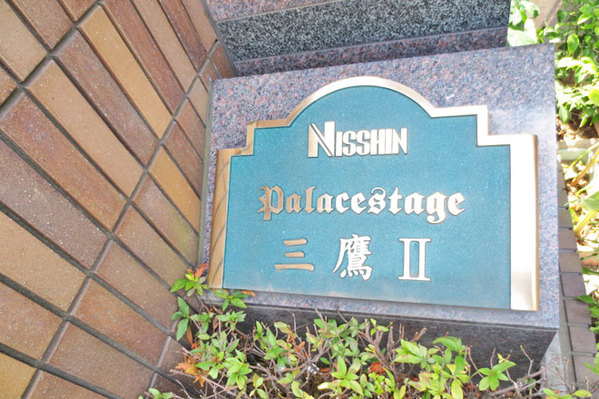 NISSHIN
Palacestage
三鷹 Ⅱ